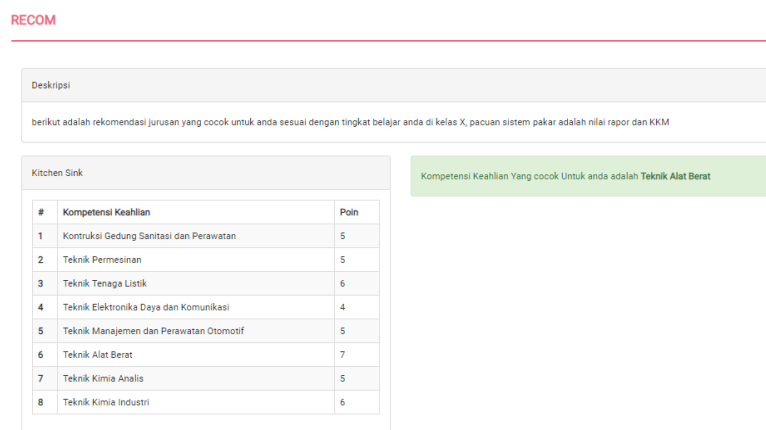 RECOM
Deskripsi
berikut adalah rekomendasi jurusan yang cocok untuk anda sesuai dengan tingkat belajar anda di kelas X, pacuan sistem pakar adalah nilai rapor dan KKM
Kitchen Sink
# Kompetensi Keahlian Poin
1 Kontruksi Gedung Sanitasi dan Perawatan 5
2 Teknik Permesinan 5
3 Teknik Tenaga Listik 6
4 Teknik Elektronika Daya dan Komunikasi 4
5 Teknik Manajemen dan Perawatan Otomotif 5
6 Teknik Alat Berat 7
7 Teknik Kimia Analis 5
8 Teknik Kimia Industri 6
Kompetensi Keahlian Yang cocok Untuk anda adalah Teknik Alat Berat